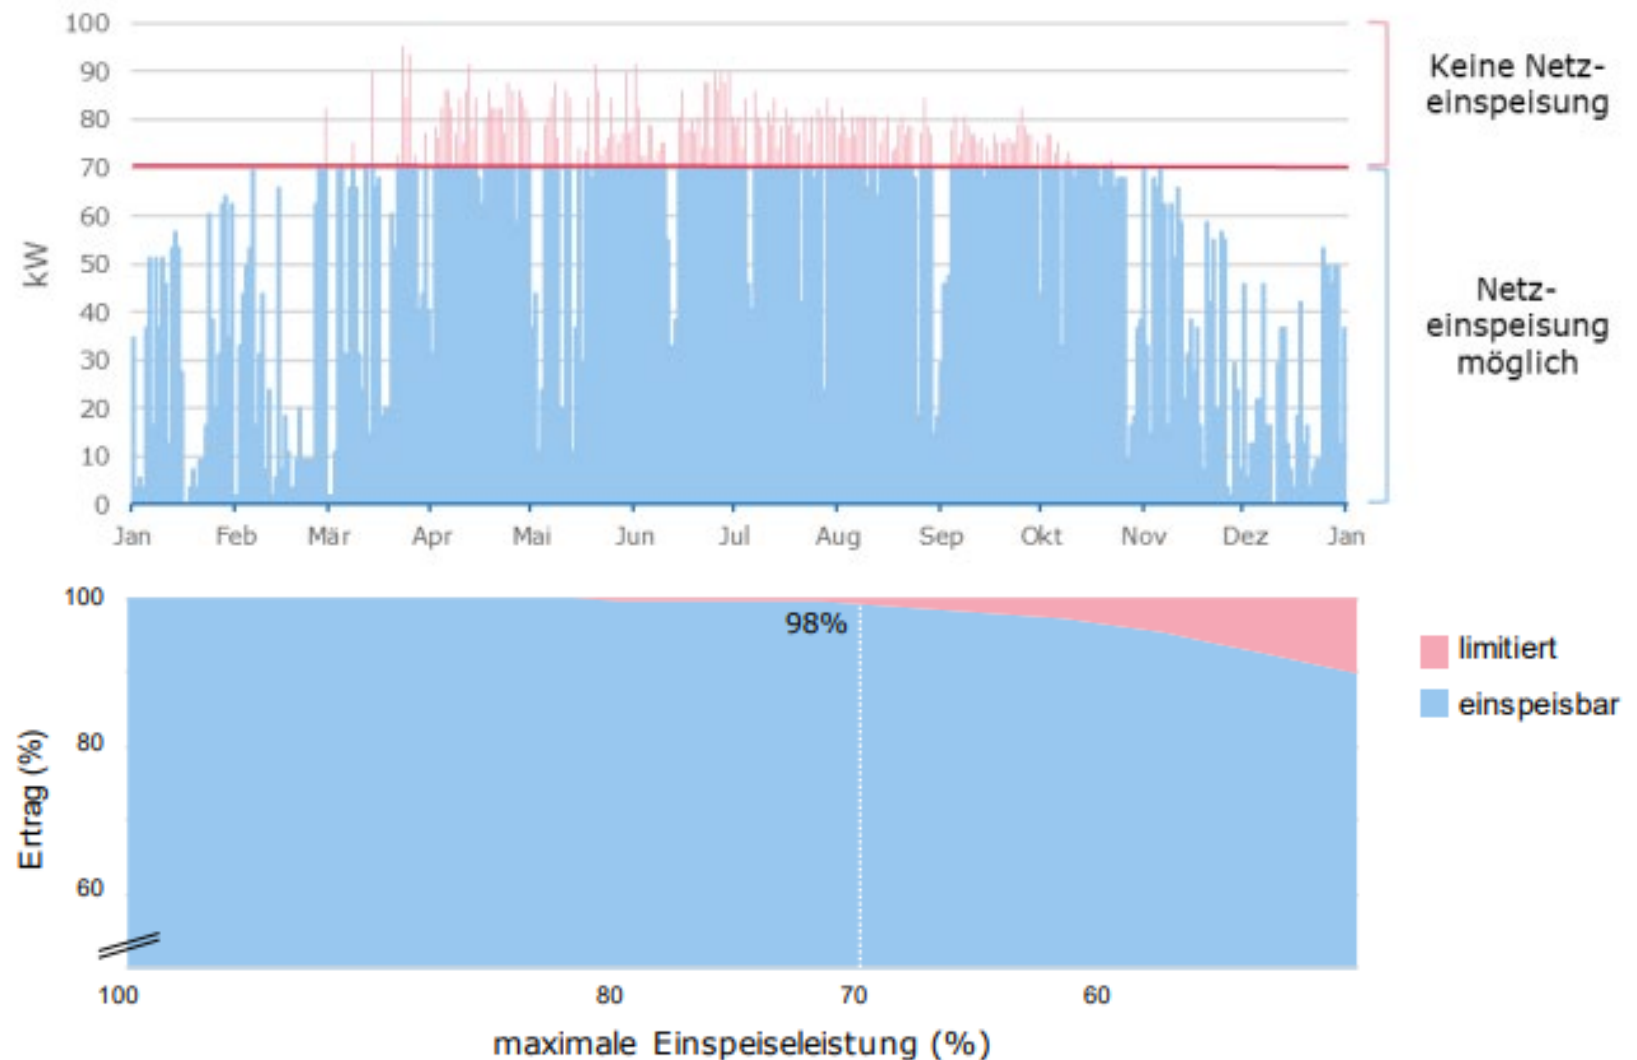 100
90
80
70
60
50
40
30
20
10
0
kW
Jan Feb Mär Apr Mai Jun Jul Aug Sep Okt Nov Dez Jan
Keine Netz-
einspeisung
Netz-
einspeisung
möglich
100
80
60
Ertrag (%)
98%
100 80 70 60
maximale Einspeiseleistung (%)
limitiert
einspeisbar